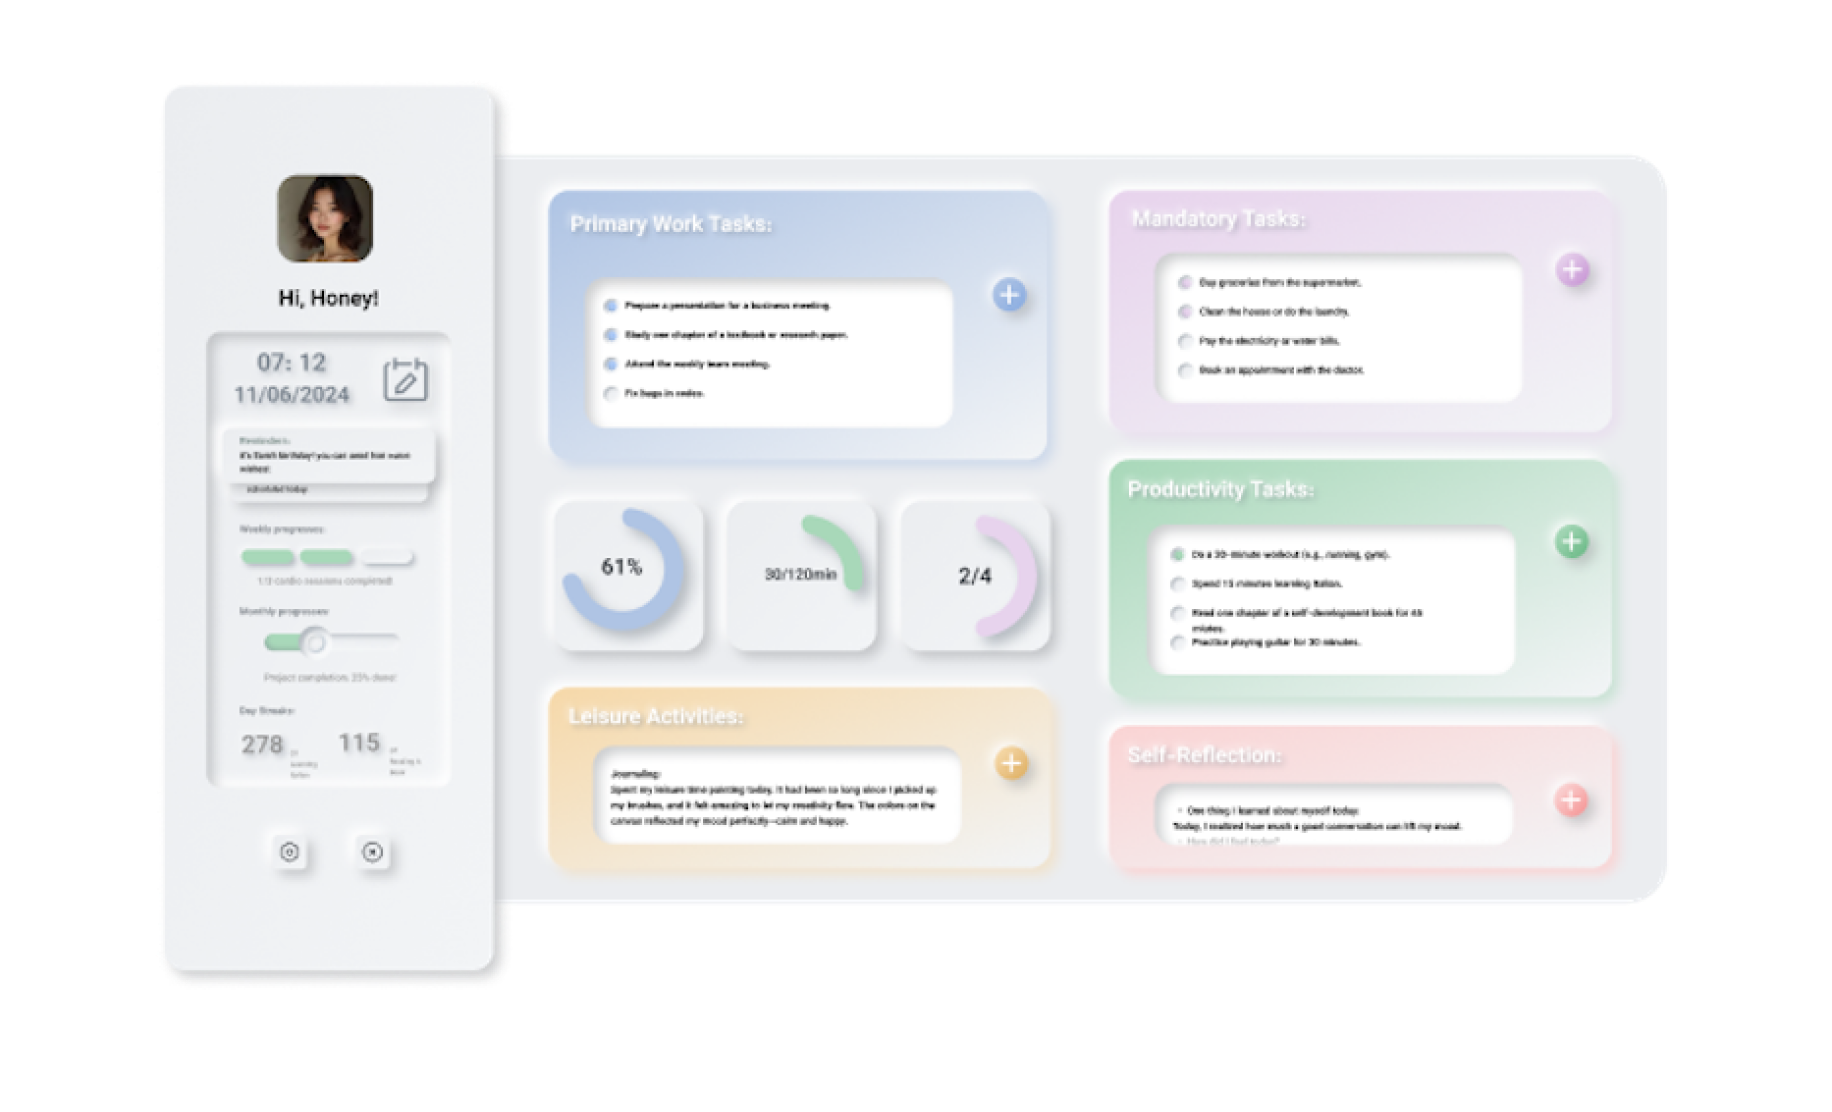 Hi, Honey!
07: 12
11/06/2024
Reminders:
it's birthday! you can send warm
wishes!
scheduled today
Weekly progresses:
cardio sessions completed!
Monthly progresses:
Project completion: 25% done!
Day Streaks:
278
115
Primary Work Tasks:
Prepare a presentation for a business meeting.
Study one chapter of a textbook or research paper.
Attend the weekly team meeting.
Fix bugs in codes.
61%
30/120min
2/4
Leisure Activities:
Journaling:
Spent my leisure time painting today. It had been so long since I picked up
my brushes, and it felt amazing to let my creativity flow. The colors on the
canvas reflected my mood perfectly—calm and happy.
Mandatory Tasks:
Buy groceries from the supermarket.
Clean the house or do the laundry.
Pay the electricity or water bills.
Book an appointment with the doctor.
Productivity Tasks:
Do a 30-minute workout (e.g., running, gym).
Spend 15 minutes learning Italian.
Read one chapter of a self-development book for 45
miutes.
Practice playing guitar for 30 minutes.
Self-Reflection:
• One thing I learned about myself today:
Today, I realized how much a good conversation can lift my mood.
• How did I feel today?